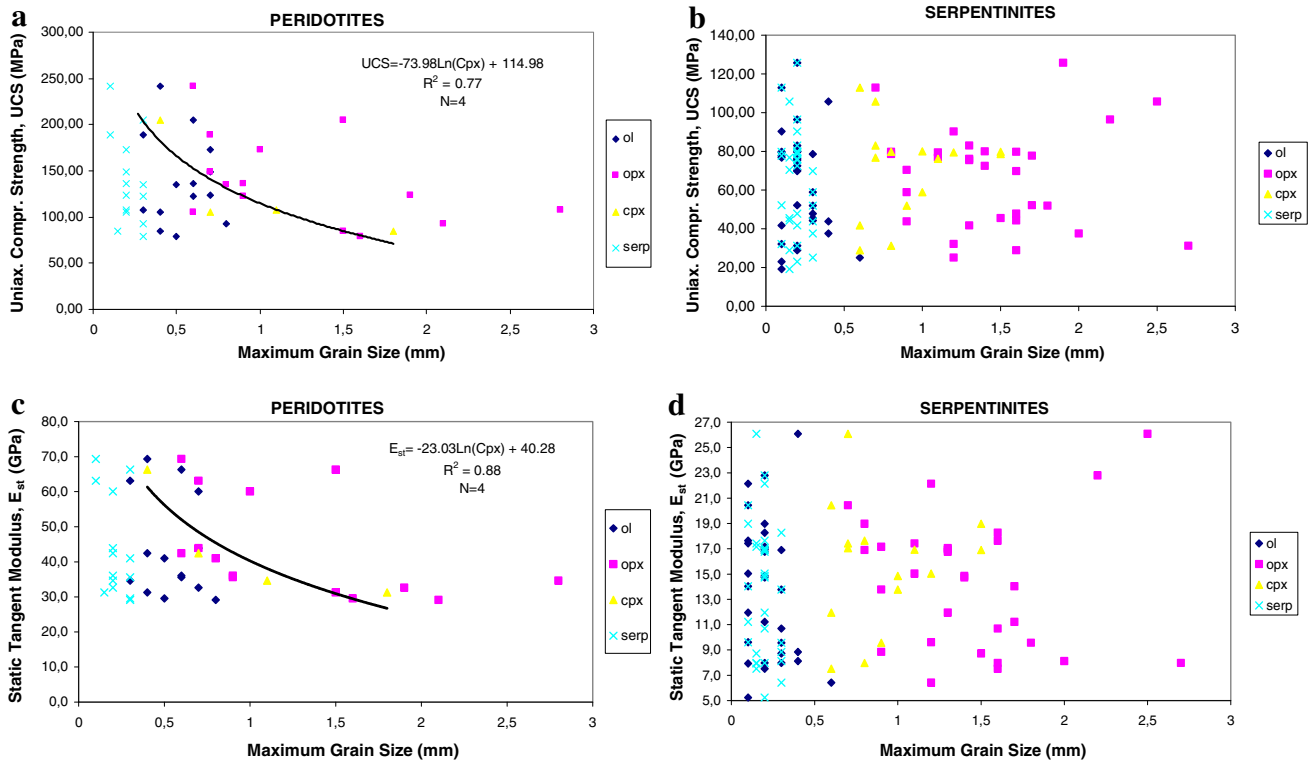 a
PERIDOTITES
Uniax. Compr. Strength, UCS (MPa)
300,00
250,00
200,00
150,00
100,00
50,00
0,00
UCS=-73.98Ln(Cpx) + 114.98
R² = 0.77
N=4
0 0,5 1 1,5 2 2,5 3
Maximum Grain Size (mm)
ol
opx
cpx
serp
b
SERPENTINITES
Uniax. Compr. Strength, UCS (MPa)
140,00
120,00
100,00
80,00
60,00
40,00
20,00
0,00
0 0,5 1 1,5 2 2,5 3
Maximum Grain Size (mm)
ol
opx
cpx
serp
c
PERIDOTITES
Static Tangent Modulus, Est (GPa)
80,0
70,0
60,0
50,0
40,0
30,0
20,0
10,0
0,0
Est= -23.03Ln(Cpx) + 40.28
R² = 0.88
N=4
0 0,5 1 1,5 2 2,5 3
Maximum Grain Size (mm)
ol
opx
cpx
serp
d
SERPENTINITES
Static Tangent Modulus, Est (GPa)
27,0
25,0
23,0
21,0
19,0
17,0
15,0
13,0
11,0
9,0
7,0
5,0
0 0,5 1 1,5 2 2,5 3
Maximum Grain Size (mm)
ol
opx
cpx
serp